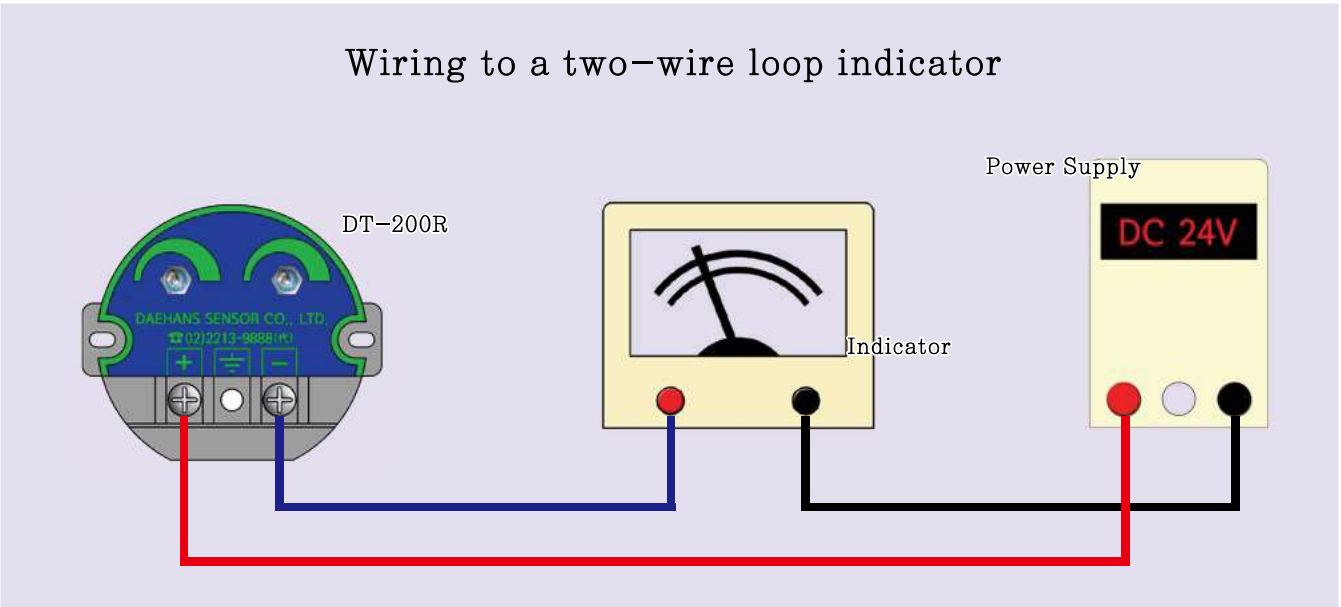 Wiring to a two-wire loop indicator
Power Supply
DT-200R
DC 24V
DAEHANS SENSOR CO., LTD.
☎02)2213-9888(代)
Indicator
+ −